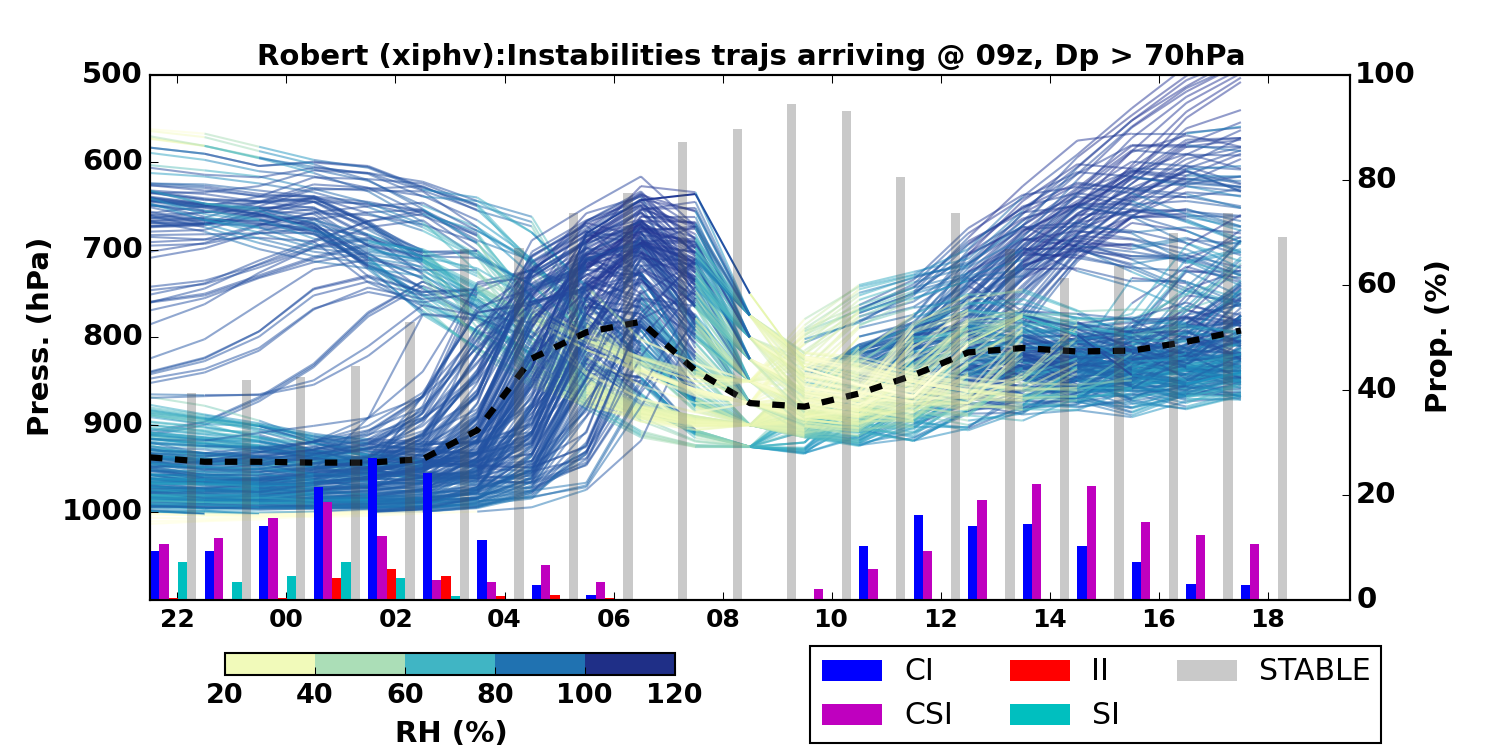 Robert (xiphv):Instabilities trajs arriving @ 09z, Dp > 70hPa
500
600
700
800
900
1000
Press. (hPa)
100
80
60
40
20
0
Prop. (%)
22 00 02 04 06 08 10 12 14 16 18
20 40 60 80 100 120
RH (%)
CI II STABLE
CSI SI